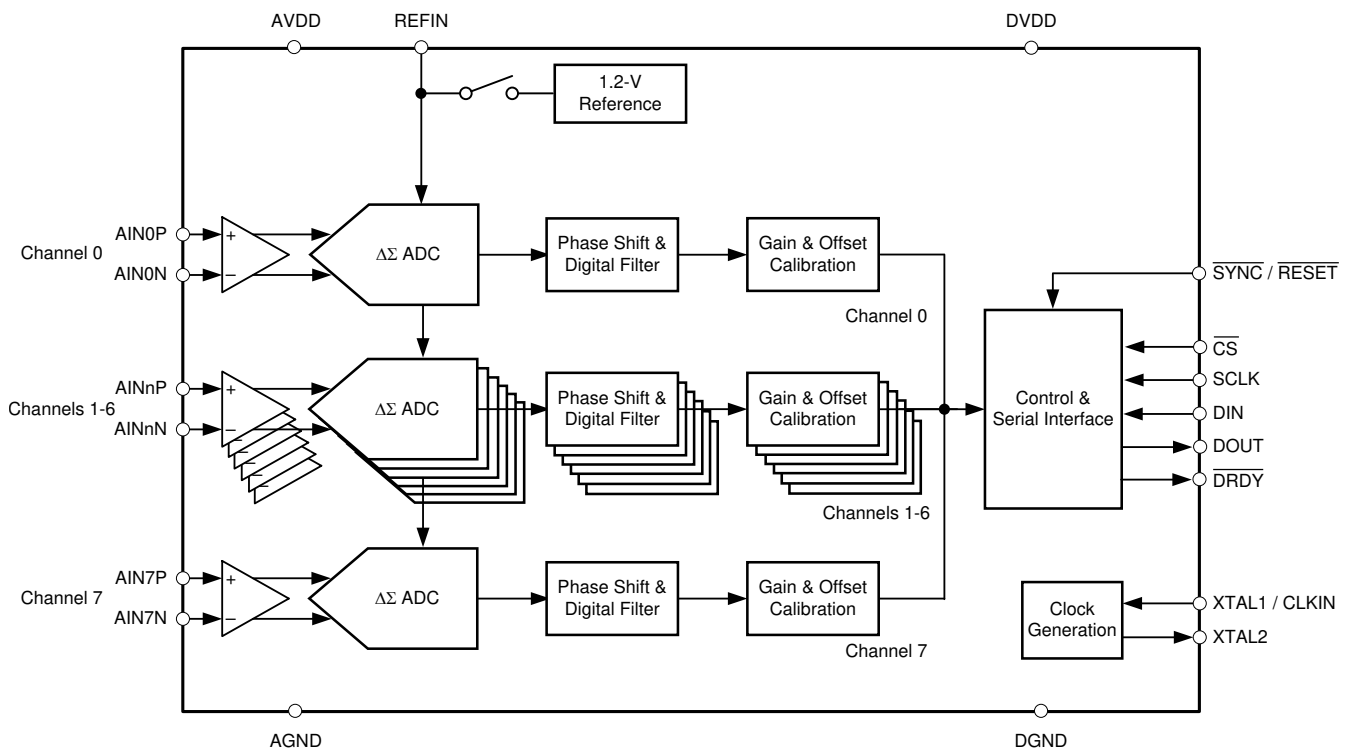 AVDD
REFIN
DVDD
1.2-V
Reference
Channel 0
AIN0P
AIN0N
+
−
ΔΣ ADC
Phase Shift &
Digital Filter
Gain & Offset
Calibration
Channel 0
SYNC / RESET
Channels 1-6
AINnP
AINnN
+
−
−
−
−
−
−
ΔΣ ADC
Phase Shift &
Digital Filter
Gain & Offset
Calibration
Channels 1-6
Control &
Serial Interface
CS
SCLK
DIN
DOUT
DRDY
Channel 7
AIN7P
AIN7N
+
−
ΔΣ ADC
Phase Shift &
Digital Filter
Gain & Offset
Calibration
Channel 7
Clock
Generation
XTAL1 / CLKIN
XTAL2
AGND
DGND